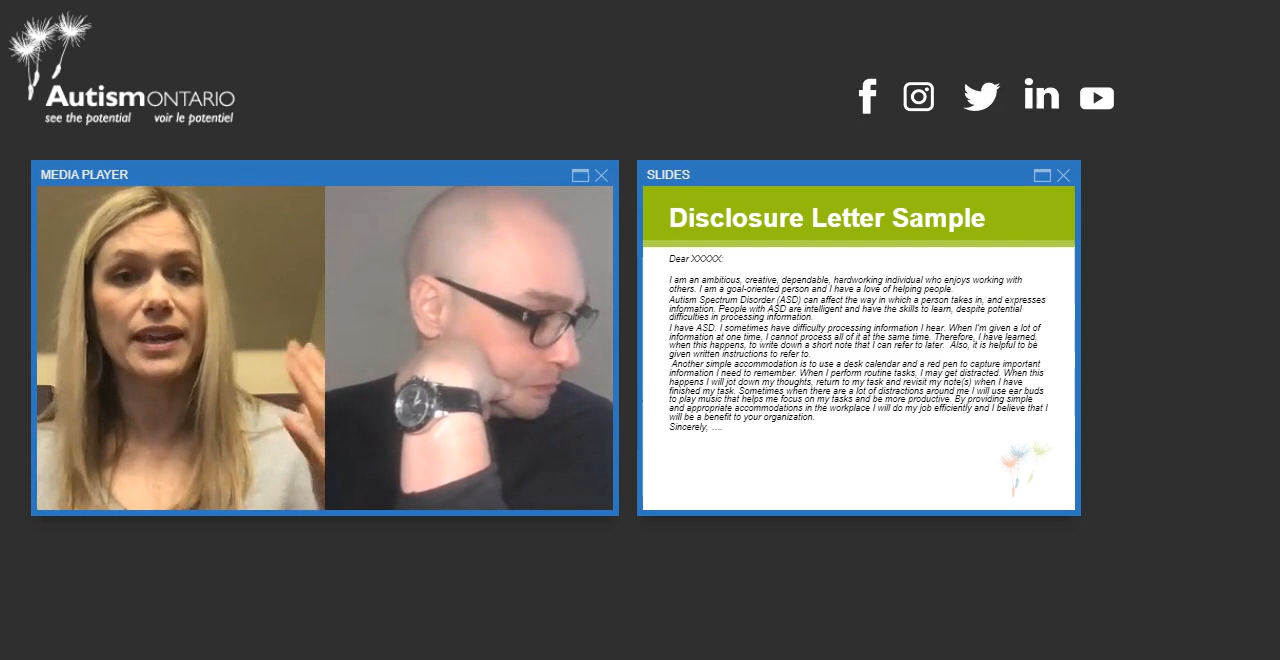 Autism ONTARIO
see the potential voir le potentiel
MEDIA PLAYER
SLIDES
Disclosure Letter Sample
Dear XXXXX:
I am an ambitious, creative, dependable, hardworking individual who enjoys working with
others. I am a goal-oriented person and I have a love of helping people.
Autism Spectrum Disorder (ASD) can affect the way in which a person takes in, and expresses
information. People with ASD are intelligent and have the skills to learn, despite potential
difficulties in processing information.
I have ASD. I sometimes have difficulty processing information I hear. When I'm given a lot of
information at one time, I cannot process all of it at the same time. Therefore, I have learned,
when this happens, to write down a short note that I can refer to later. Also, it is helpful to be
given written instructions to refer to.
Another simple accommodation is to use a desk calendar and a red pen to capture important
information I need to remember. When I perform routine tasks, I may get distracted. When this
happens I will jot down my thoughts, return to my task and revisit my note(s) when I have
finished my task. Sometimes when there are a lot of distractions around me I will use ear buds
to play music that helps me focus on my tasks and be more productive. By providing simple
and appropriate accommodations in the workplace I will do my job efficiently and I believe that I
will be a benefit to your organization.
Sincerely, ....